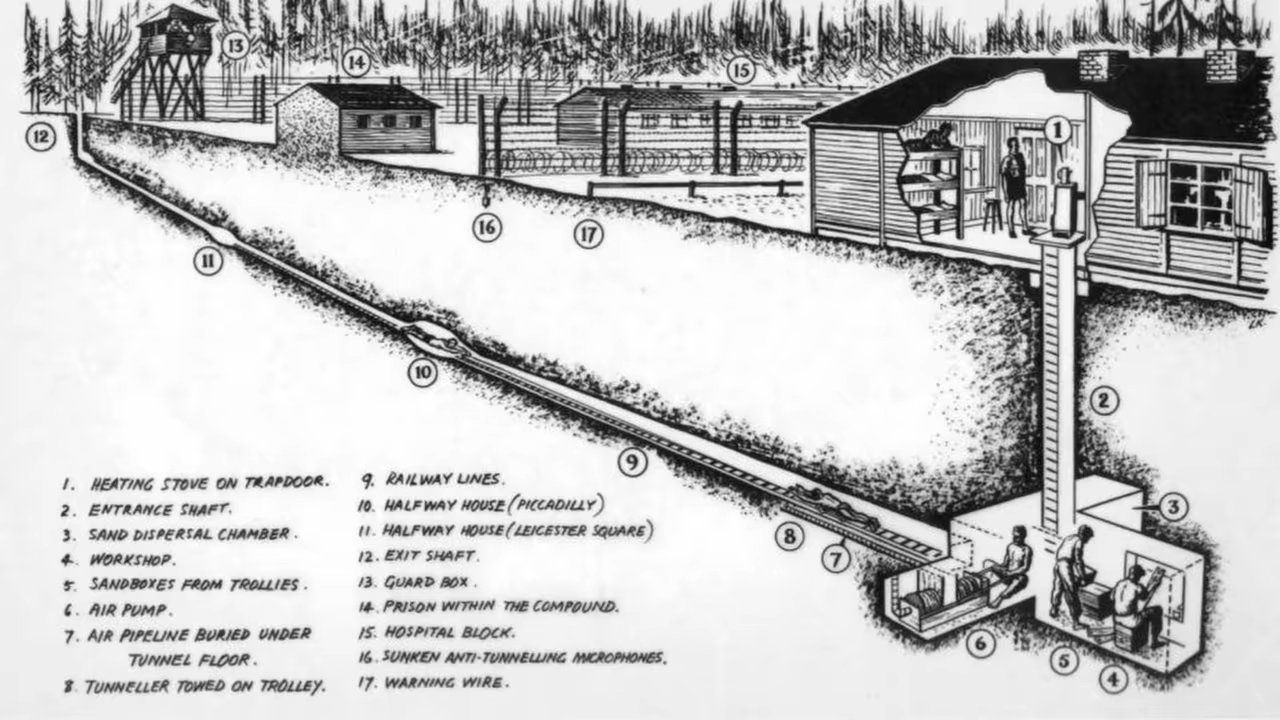 13
14
15
12
1
16
17
11
10
2
9
3
8
7
6
5
4
1. HEATING STOVE ON TRAPDOOR.
2. ENTRANCE SHAFT.
3. SAND DISPERSAL CHAMBER.
4. WORKSHOP.
5. SANDBOXES FROM TROLLIES.
6. AIR PUMP.
7. AIR PIPELINE BURIED UNDER
TUNNEL FLOOR.
8. TUNNELLER TOWED ON TROLLEY.
9. RAILWAY LINES.
10. HALFWAY HOUSE (PICCADILLY)
11. HALFWAY HOUSE (LEICESTER SQUARE)
12. EXIT SHAFT.
13. GUARD BOX.
14. PRISON WITHIN THE COMPOUND.
15. HOSPITAL BLOCK.
16. SUNKEN ANTI-TUNNELLING MICROPHONES.
17. WARNING WIRE.